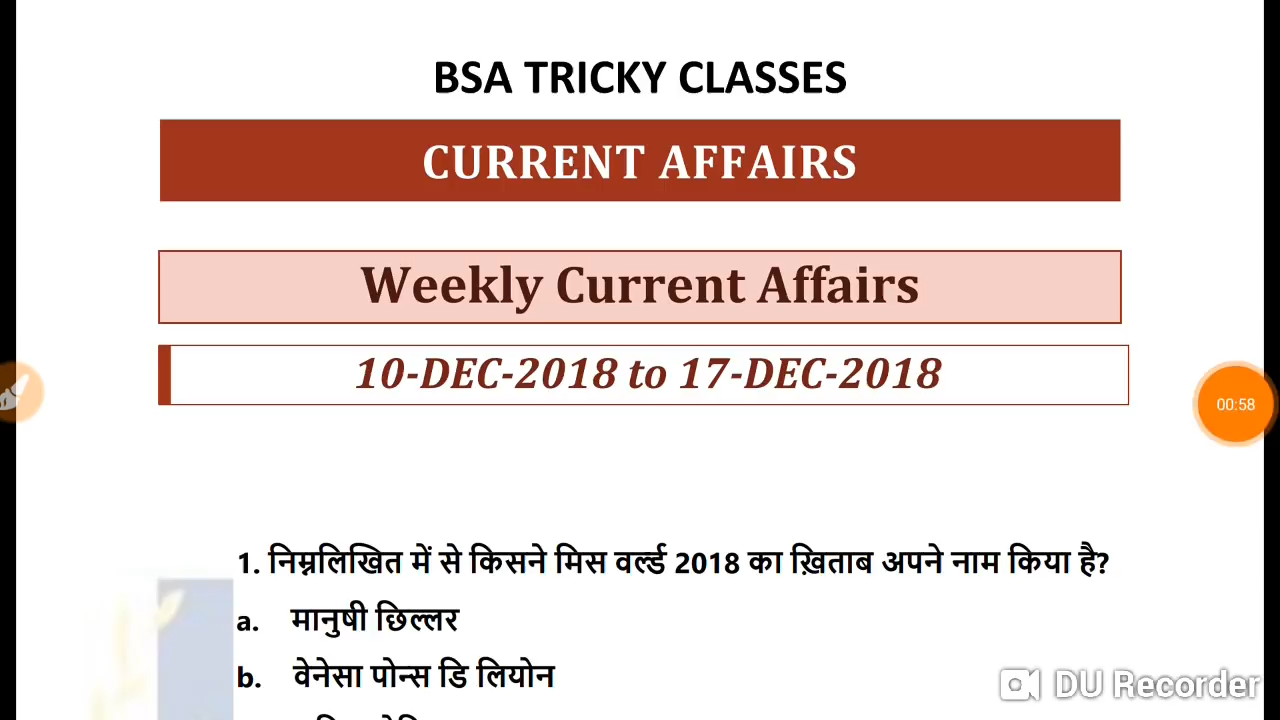 BSA TRICKY CLASSES
CURRENT AFFAIRS
Weekly Current Affairs
10-DEC-2018 to 17-DEC-2018
00:58
1. निम्नलिखित में से किसने मिस वर्ल्ड 2018 का ख़िताब अपने नाम किया है?
a. मानुषी छिल्लर
b. वेनेसा पोन्स डि लियोन
DU Recorder